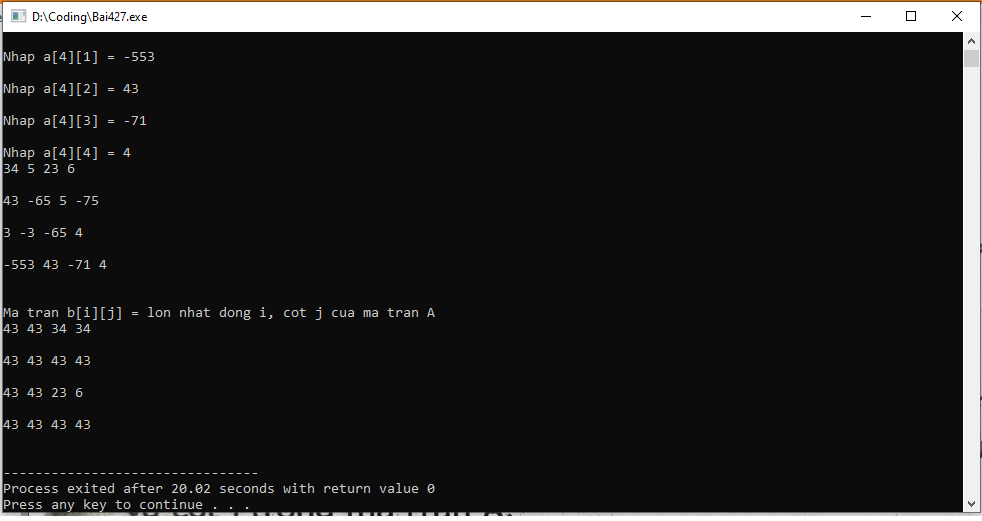 D:\Coding\Bai427.exe
Nhap a[4][1] = -553
Nhap a[4][2] = 43
Nhap a[4][3] = -71
Nhap a[4][4] = 4
34 5 23 6
43 -65 5 -75
3 -3 -65 4
-553 43 -71 4
Ma tran b[i][j] = lon nhat dong i, cot j cua ma tran A
43 43 34 34
43 43 43 43
43 43 23 6
43 43 43 43
--------------------------------
Process exited after 20.02 seconds with return value 0
Press any key to continue . . .